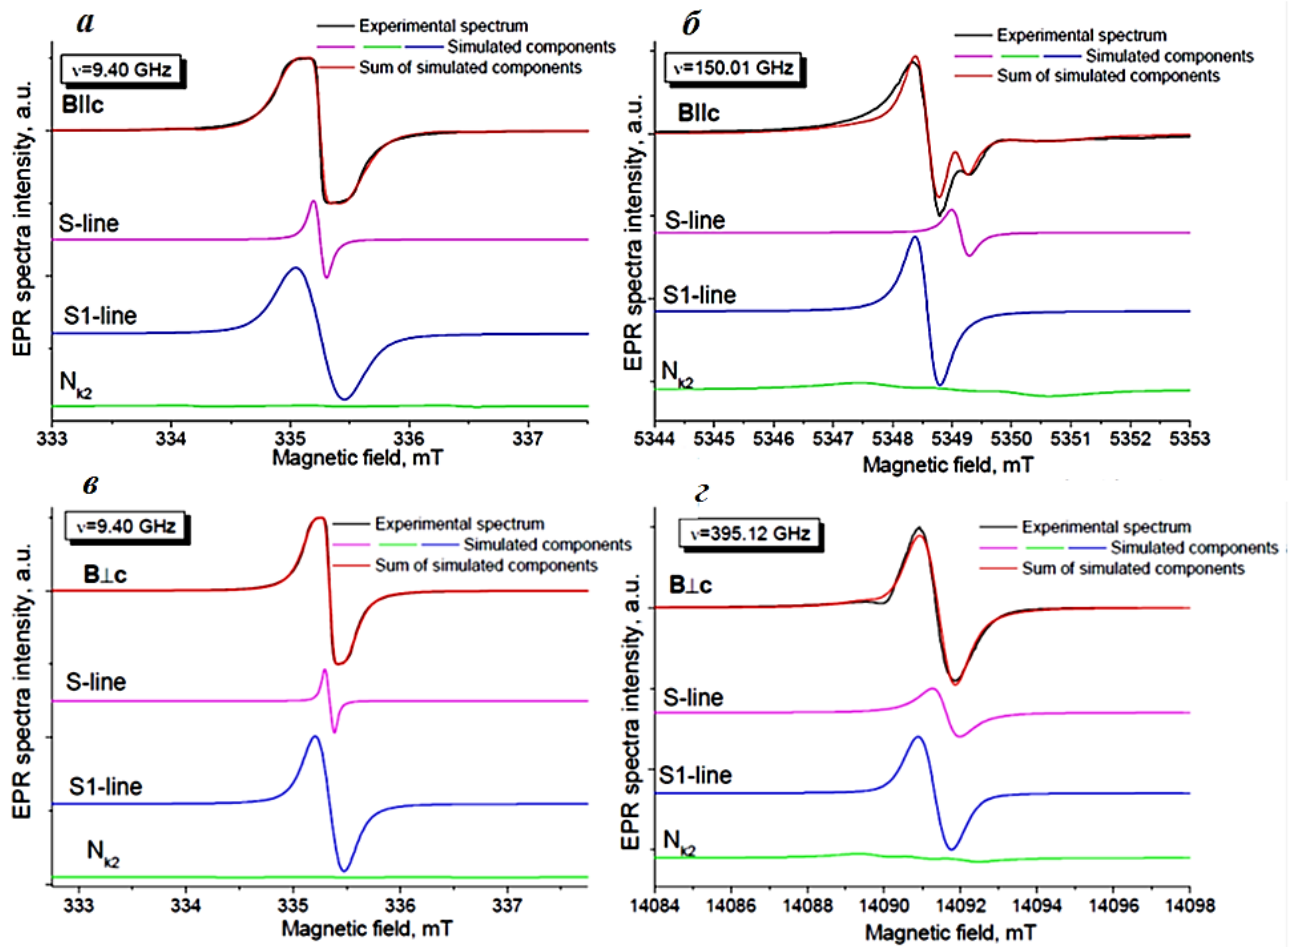 а
Experimental spectrum
Simulated components
Sum of simulated components
ν=9.40 GHz
B||c
S-line
S1-line
Nk2
EPR spectra intensity, a.u.
333 334 335 336 337
Magnetic field, mT
б
Experimental spectrum
Simulated components
Sum of simulated components
ν=150.01 GHz
B||c
S-line
S1-line
Nk2
EPR spectra intensity, a.u.
5344 5345 5346 5347 5348 5349 5350 5351 5352 5353
Magnetic field, mT
в
Experimental spectrum
Simulated components
Sum of simulated components
ν=9.40 GHz
B⊥c
S-line
S1-line
Nk2
EPR spectra intensity, a.u.
333 334 335 336 337
Magnetic field, mT
г
Experimental spectrum
Simulated components
Sum of simulated components
ν=395.12 GHz
B⊥c
S-line
S1-line
Nk2
EPR spectra intensity, a.u.
14084 14086 14088 14090 14092 14094 14096 14098
Magnetic field, mT